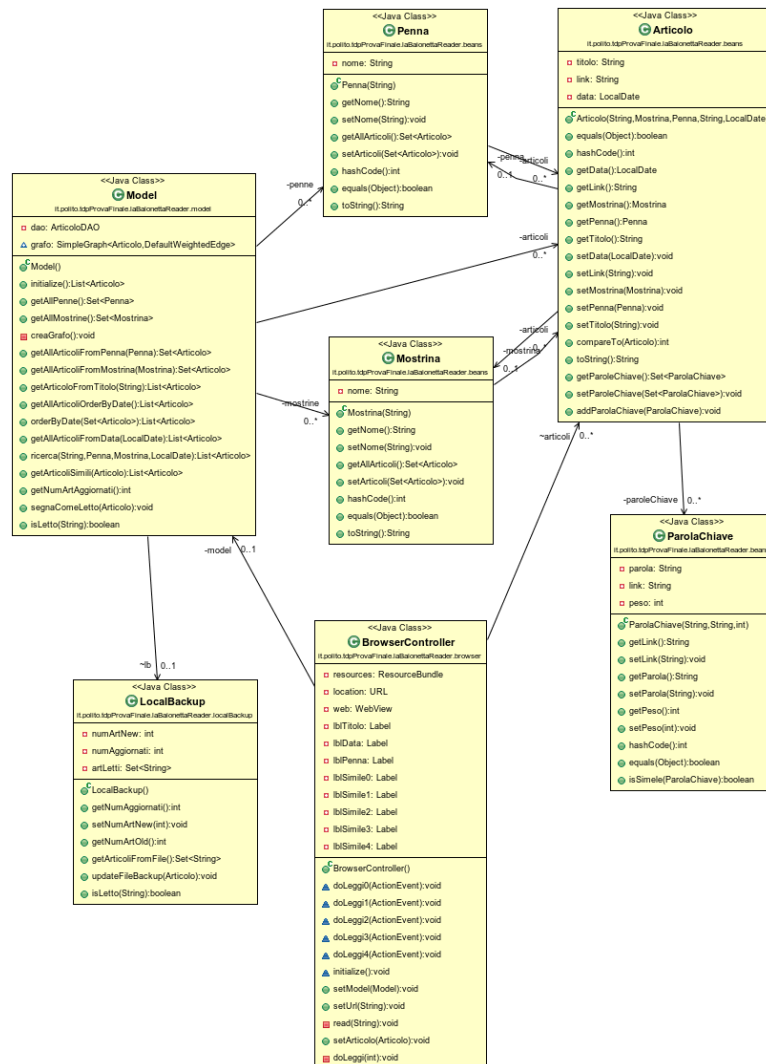 <<Java Class>>
Penna
it.polito.tdpProvaFinale.laBaionettaReader.beans
nome: String
Penna(String)
getNome():String
setNome(String):void
getAllArticoli():Set<Articolo>
setArticoli(Set<Articolo>):void
hashCode():int
equals(Object):boolean
toString():String
<<Java Class>>
Articolo
it.polito.tdpProvaFinale.laBaionettaReader.beans
titolo: String
link: String
data: LocalDate
Articolo(String,Mostrina,Penna,String,LocalDate
equals(Object):boolean
hashCode():int
getData():LocalDate
getLink():String
getMostrina():Mostrina
getPenna():Penna
getTitolo():String
setData(LocalDate):void
setLink(String):void
setMostrina(Mostrina):void
setPenna(Penna):void
setTitolo(String):void
compareTo(Articolo):int
toString():String
getParoleChiave():Set<ParolaChiave>
setParoleChiave(Set<ParolaChiave>):void
addParolaChiave(ParolaChiave):void
-penna
0..1
-articoli
0..*
<<Java Class>>
Model
it.polito.tdpProvaFinale.laBaionettaReader.model
dao: ArticoloDAO
grafo: SimpleGraph<Articolo,DefaultWeightedEdge>
Model()
initialize():List<Articolo>
getAllPenne():Set<Penna>
getAllMostrine():Set<Mostrina>
creaGrafo():void
getAllArticoliFromPenna(Penna):Set<Articolo>
getAllArticoliFromMostrina(Mostrina):Set<Articolo>
getArticoloFromTitolo(String):List<Articolo>
getAllArticoliOrderByDate():List<Articolo>
orderByDate(Set<Articolo>):List<Articolo>
getAllArticoliFromData(LocalDate):List<Articolo>
ricerca(String,Penna,Mostrina,LocalDate):List<Articolo>
getArticoliSimili(Articolo):List<Articolo>
getNumArtAggiornati():int
segnaComeLetto(Articolo):void
isLetto(String):boolean
-penne
0..*
-articoli
0..*
-mostrine
0..*
-articoli
0..*
-mostrina
0..1
<<Java Class>>
Mostrina
it.polito.tdpProvaFinale.laBaionettaReader.beans
nome: String
Mostrina(String)
getNome():String
setNome(String):void
getAllArticoli():Set<Articolo>
setArticoli(Set<Articolo>):void
hashCode():int
equals(Object):boolean
toString():String
~articoli
0..*
-paroleChiave
0..*
<<Java Class>>
ParolaChiave
it.polito.tdpProvaFinale.laBaionettaReader.beans
parola: String
link: String
peso: int
ParolaChiave(String,String,int)
getLink():String
setLink(String):void
getParola():String
setParola(String):void
getPeso():int
setPeso(int):void
hashCode():int
equals(Object):boolean
isSimele(ParolaChiave):boolean
-model
0..1
~lb
0..1
<<Java Class>>
LocalBackup
it.polito.tdpProvaFinale.laBaionettaReader.localBackup
numArtNew: int
numAggiornati: int
artLetti: Set<String>
LocalBackup()
getNumAggiornati():int
setNumArtNew(int):void
getNumArtOld():int
getArticoliFromFile():Set<String>
updateFileBackup(Articolo):void
isLetto(String):boolean
<<Java Class>>
BrowserController
it.polito.tdpProvaFinale.laBaionettaReader.browser
resources: ResourceBundle
location: URL
web: WebView
lblTitolo: Label
lblData: Label
lblPenna: Label
lblSimile0: Label
lblSimile1: Label
lblSimile2: Label
lblSimile3: Label
lblSimile4: Label
BrowserController()
doLeggi0(ActionEvent):void
doLeggi1(ActionEvent):void
doLeggi2(ActionEvent):void
doLeggi3(ActionEvent):void
doLeggi4(ActionEvent):void
initialize():void
setModel(Model):void
setUrl(String):void
read(String):void
setArticolo(Articolo):void
doLeggi(int):void